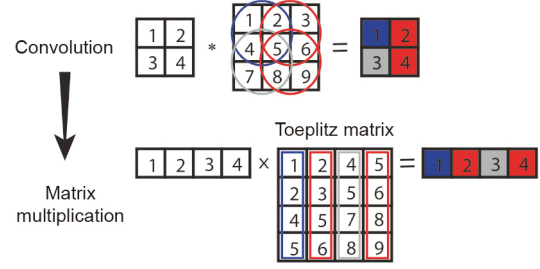 1 2 1 2 3 1 2
Convolution * 4 5 6 =
3 4 7 8 9 3 4
Toeplitz matrix
1 2 3 4 × 1 2 4 5 = 1 2 3 4
2 3 5 6
Matrix 4 5 7 8
multiplication 5 6 8 9